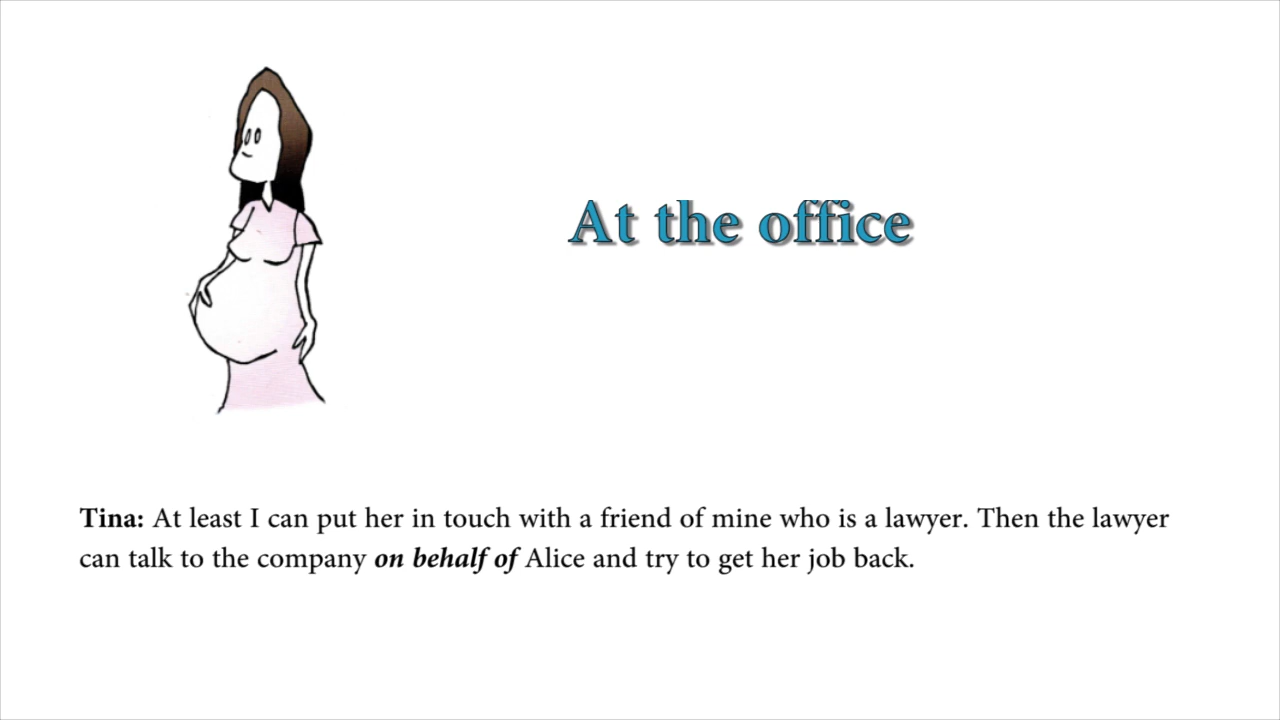 At the office
Tina: At least I can put her in touch with a friend of mine who is a lawyer. Then the lawyer
can talk to the company on behalf of Alice and try to get her job back.